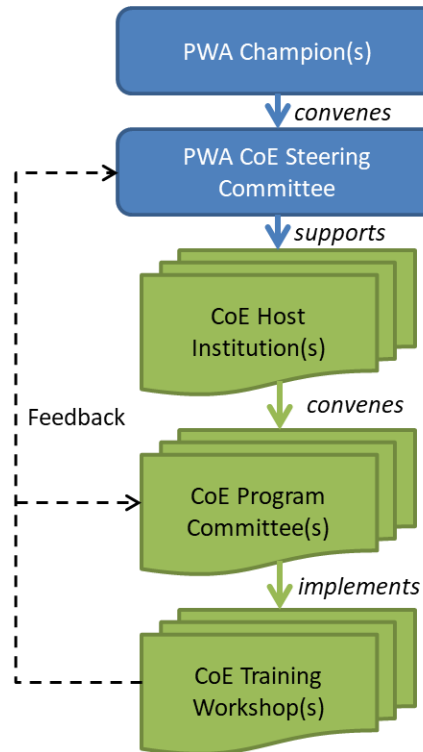 PWA Champion(s)
convenes
PWA CoE Steering
Committee
supports
CoE Host
Institution(s)
convenes
Feedback
CoE Program
Committee(s)
implements
CoE Training
Workshop(s)